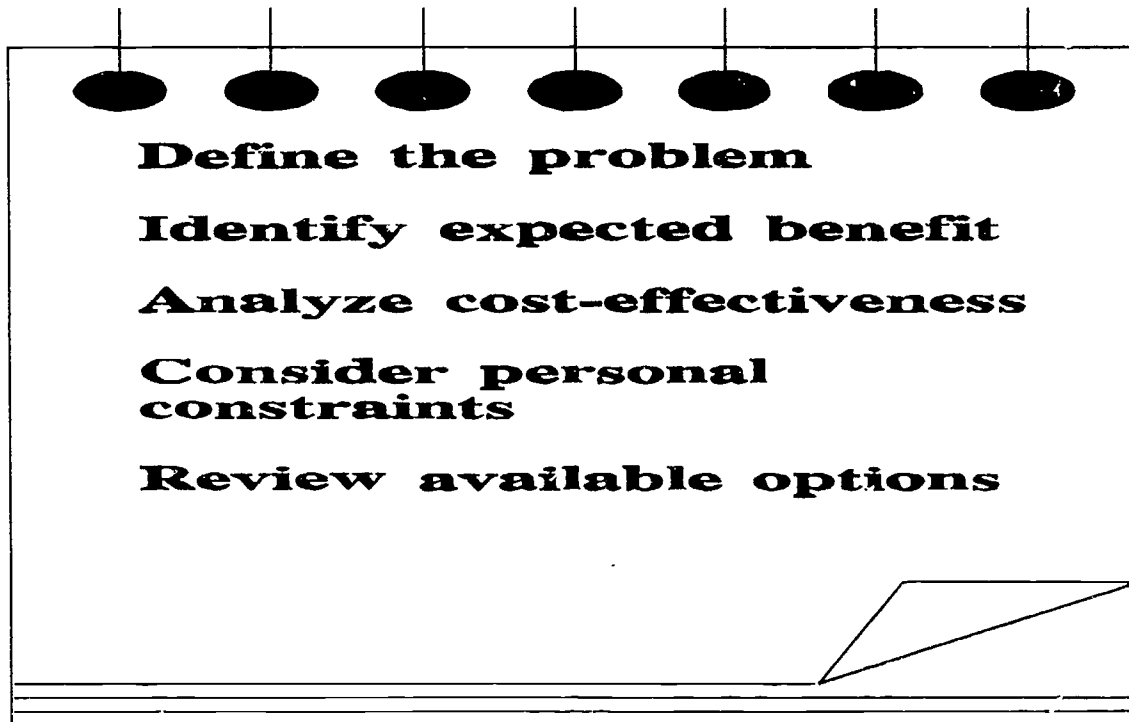 Define the problem
Identify expected benefit
Analyze cost-effectiveness
Consider personal
constraints
Review available options